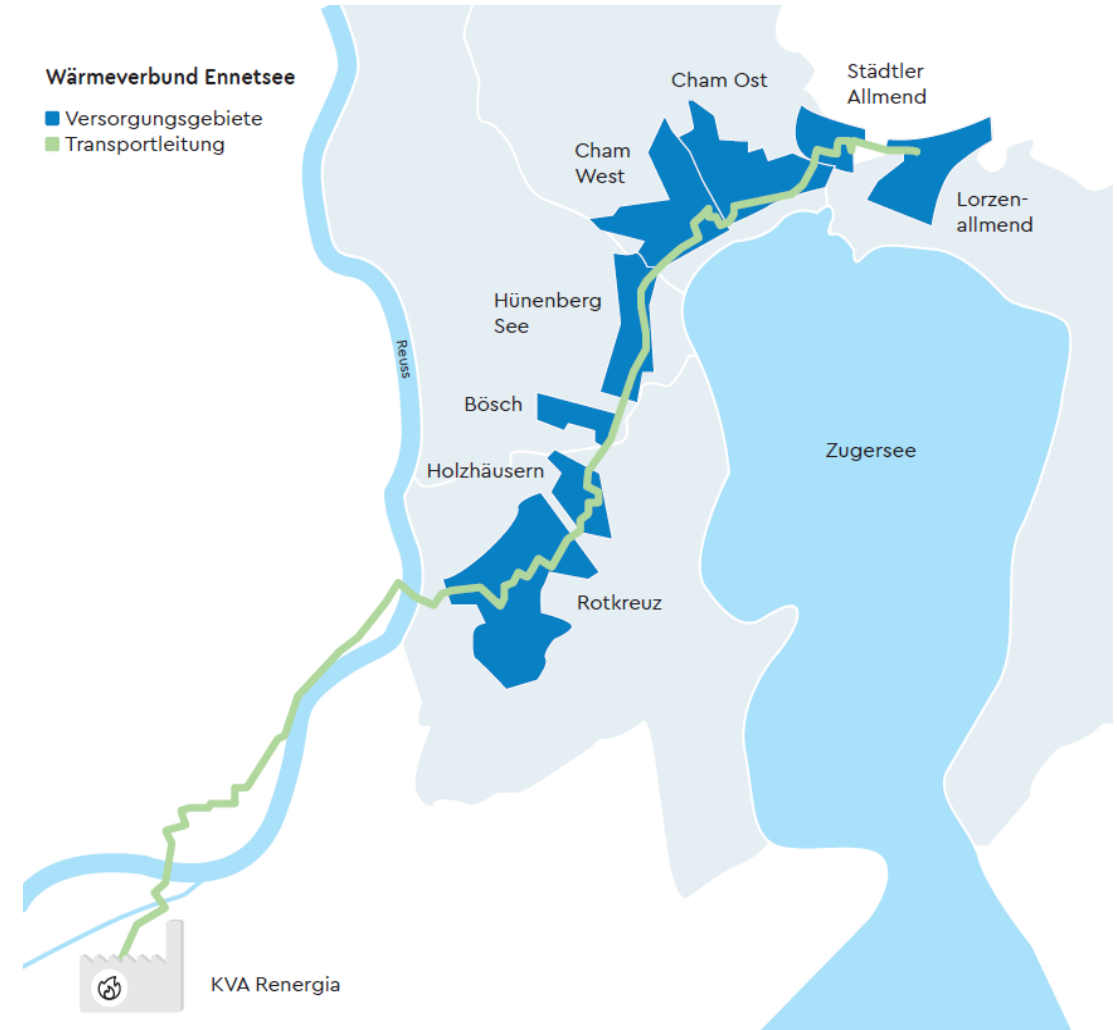 Wärmeverbund Ennetsee
Versorgungsgebiete
Transportleitung
Cham Ost
Städtler
Allmend
Cham
West
Lorzen-
allmend
Hünenberg
See
Reuss
Bösch
Zugersee
Holzhäusern
Rotkreuz
KVA Renergia